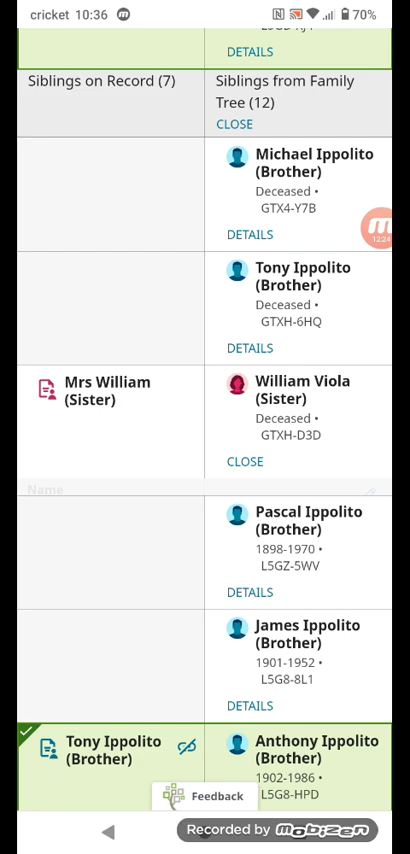 cricket 10:36
70%
DETAILS
Siblings on Record (7)
Siblings from Family
Tree (12)
CLOSE
Michael Ippolito
(Brother)
Deceased •
GTX4-Y7B
DETAILS
12:24
Tony Ippolito
(Brother)
Deceased •
GTXH-6HQ
DETAILS
Mrs William
(Sister)
William Viola
(Sister)
Deceased •
GTXH-D3D
CLOSE
Name
Pascal Ippolito
(Brother)
1898-1970 •
L5GZ-5WV
DETAILS
James Ippolito
(Brother)
1901-1952 •
L5G8-8L1
DETAILS
Tony Ippolito
(Brother)
Anthony Ippolito
(Brother)
1902-1986 •
L5G8-HPD
Feedback
Recorded by mobizen